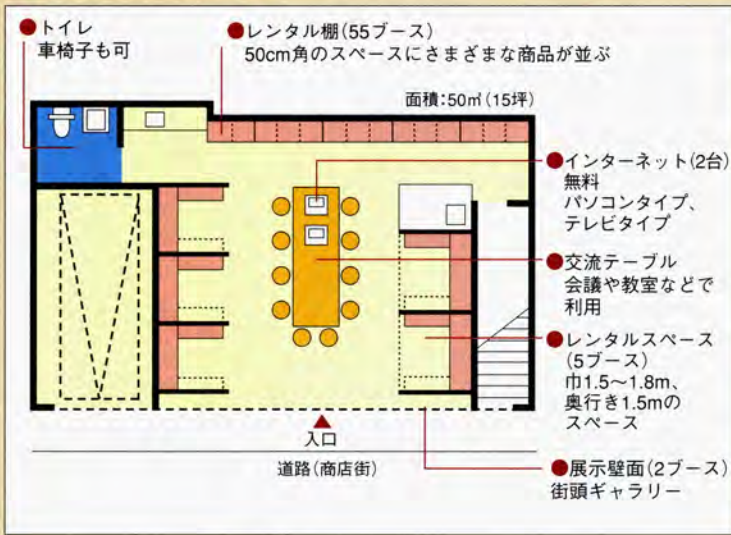 ●トイレ
車椅子も可
●レンタル棚(55ブース)
50cm角のスペースにさまざまな商品が並ぶ
面積:50㎡(15坪)
●インターネット(2台)
無料
パソコンタイプ、
テレビタイプ
●交流テーブル
会議や教室などで
利用
●レンタルスペース
(5ブース)
巾1.5〜1.8m、
奥行き1.5mの
スペース
入口
道路(商店街)
●展示壁面(2ブース)
街頭ギャラリー